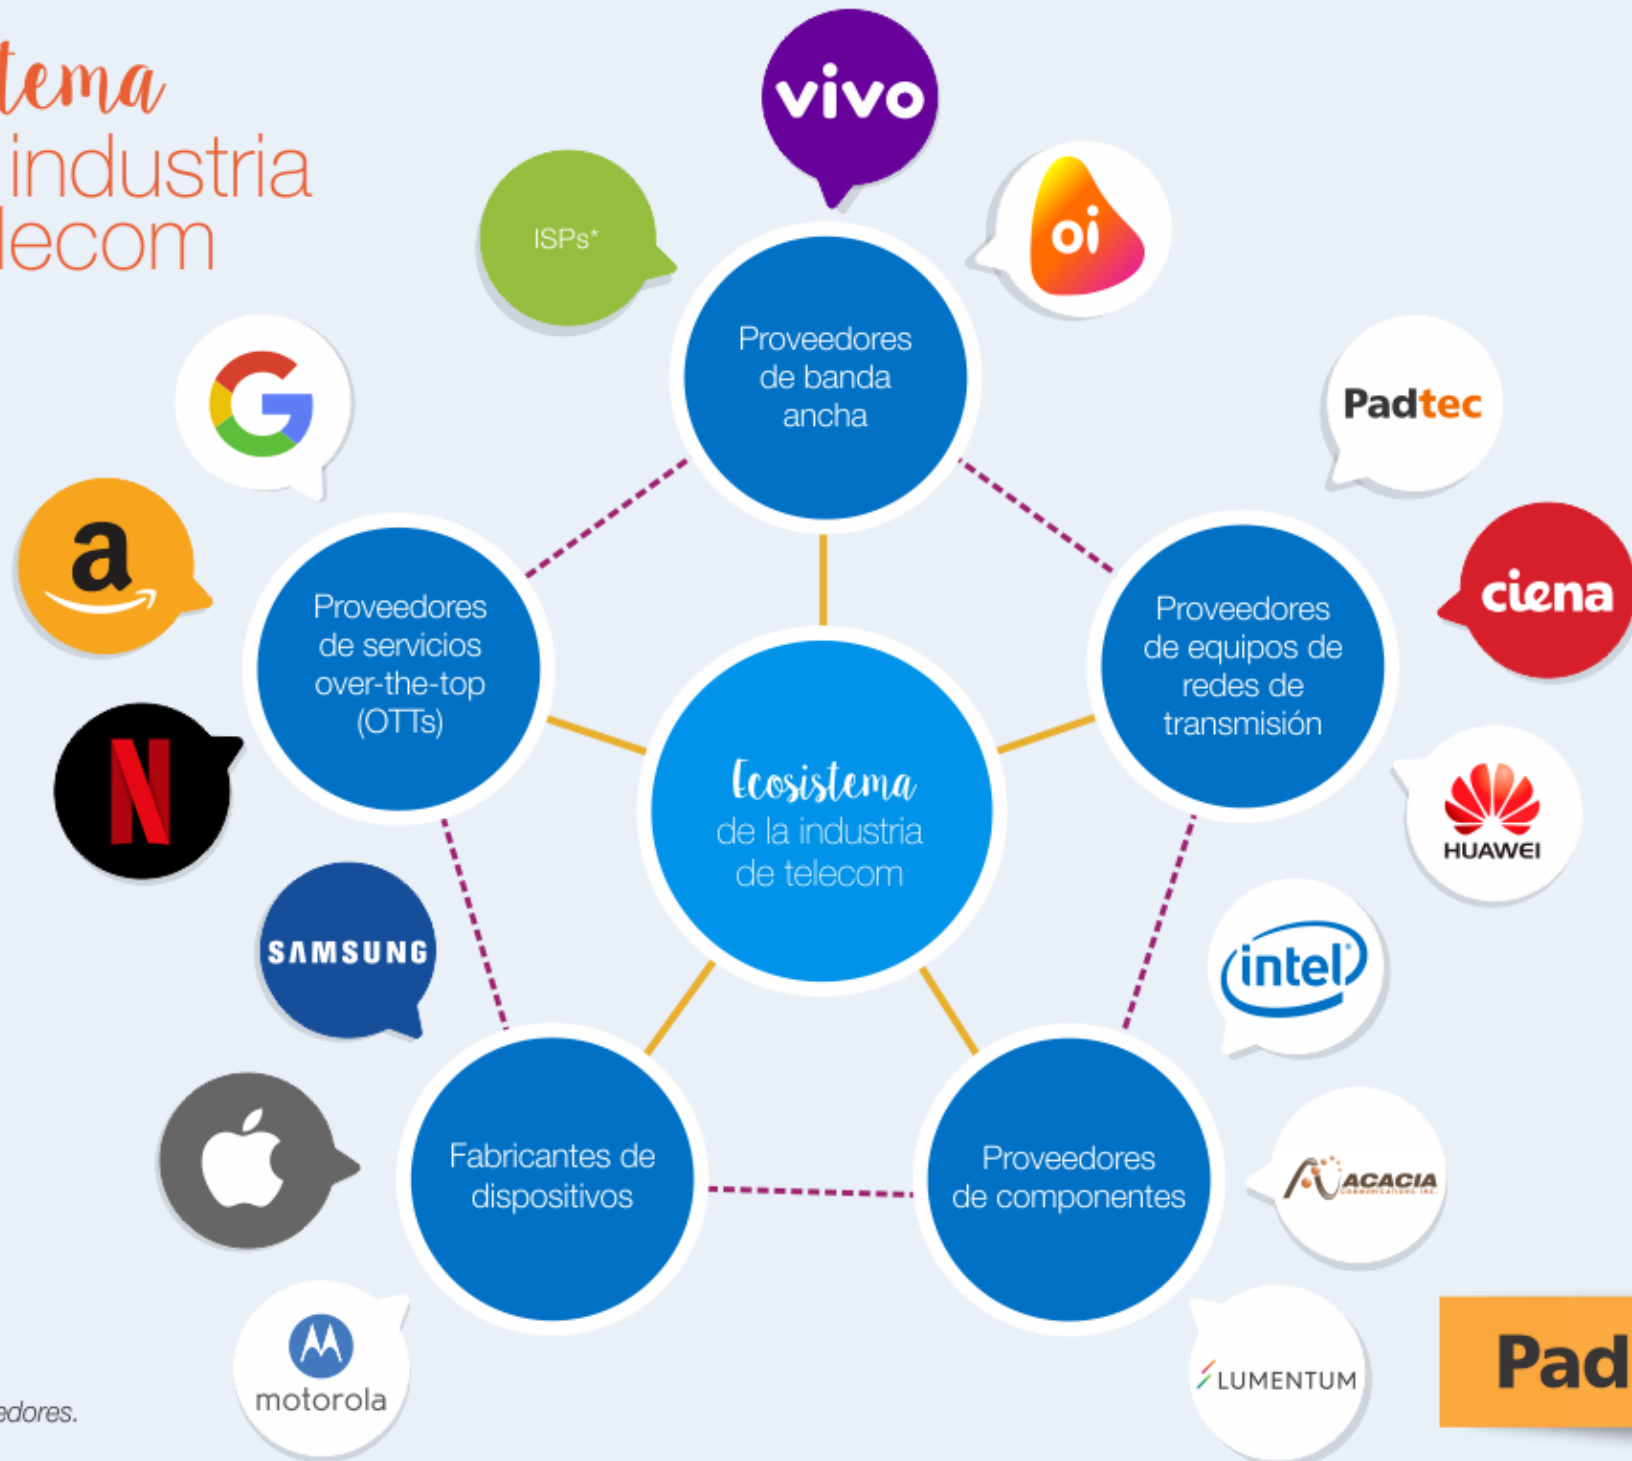 tema
industria
lecom
vivo
ISPs*
oi
Proveedores
de banda
ancha
G
Padtec
a
ciena
Proveedores
de servicios
over-the-top
(OTTs)
Proveedores
de equipos de
redes de
transmisión
N
Ecosistema
de la industria
de telecom
HUAWEI
SAMSUNG
intel
Fabricantes de
dispositivos
Proveedores
de componentes
ACACIA
COMMUNICATIONS, INC.
motorola
LUMENTUM
Pad
edores.